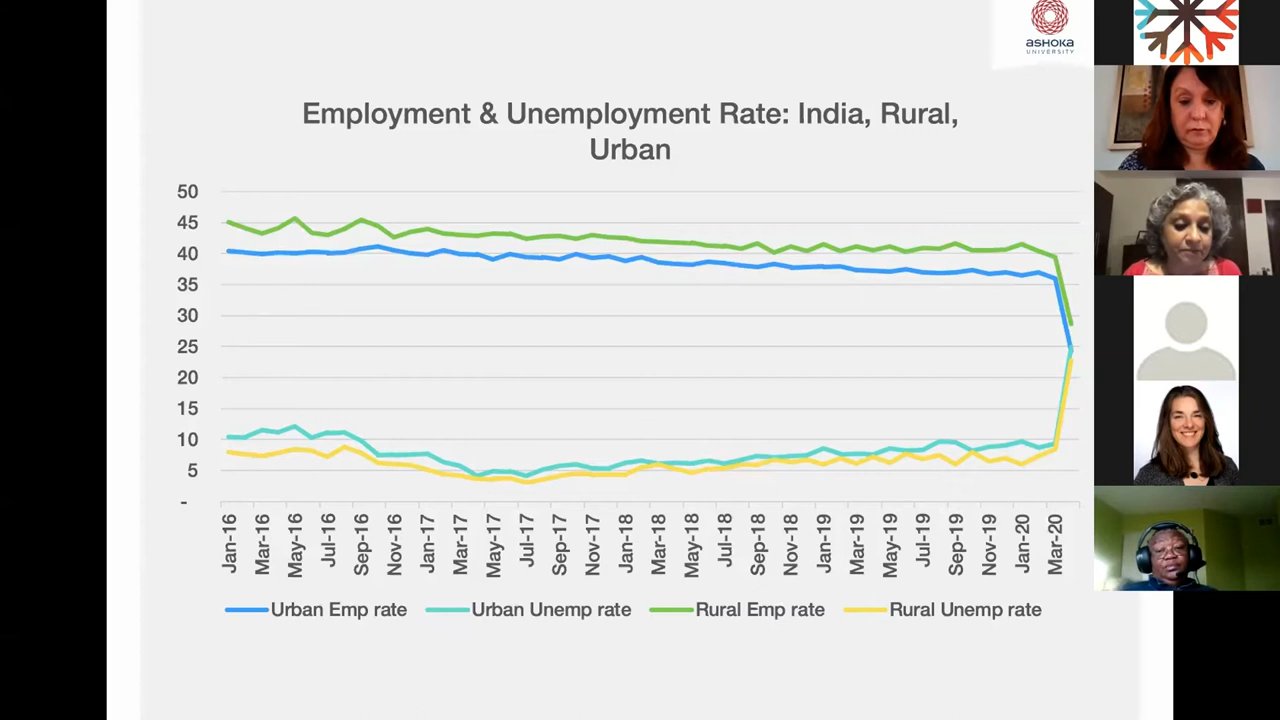 ASHOKA
UNIVERSITY
Employment & Unemployment Rate: India, Rural,
Urban
50
45
40
35
30
25
20
15
10
5
-
Jan-16
Mar-16
May-16
Jul-16
Sep-16
Nov-16
Jan-17
Mar-17
May-17
Jul-17
Sep-17
Nov-17
Jan-18
Mar-18
May-18
Jul-18
Sep-18
Nov-18
Jan-19
Mar-19
May-19
Jul-19
Sep-19
Nov-19
Jan-20
Mar-20
Urban Emp rate
Urban Unemp rate
Rural Emp rate
Rural Unemp rate